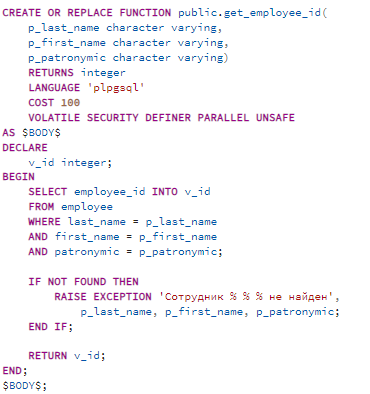 CREATE OR REPLACE FUNCTION public.get_employee_id(
    p_last_name character varying,
    p_first_name character varying,
    p_patronymic character varying)
    RETURNS integer
    LANGUAGE 'plpgsql'
    COST 100
    VOLATILE SECURITY DEFINER PARALLEL UNSAFE
AS $BODY$
DECLARE
    v_id integer;
BEGIN
    SELECT employee_id INTO v_id
    FROM employee
    WHERE last_name = p_last_name
    AND first_name = p_first_name
    AND patronymic = p_patronymic;

    IF NOT FOUND THEN
        RAISE EXCEPTION 'Сотрудник % % % не найден',
            p_last_name, p_first_name, p_patronymic;
    END IF;

    RETURN v_id;
END;
$BODY$;